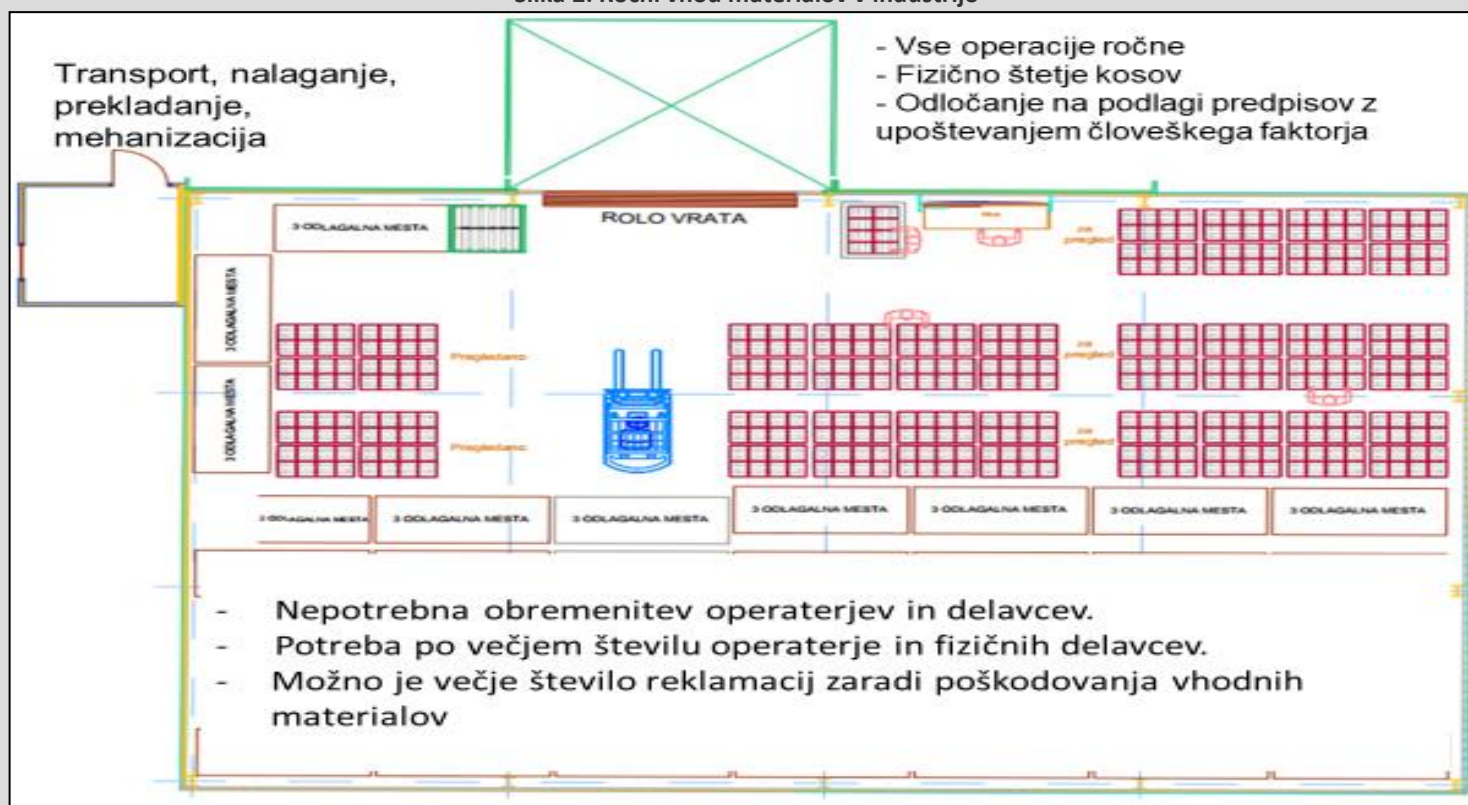 Transport, nalaganje,
prekladanje,
mehanizacija
- Vse operacije ročne
- Fizično štetje kosov
- Odločanje na podlagi predpisov z
upoštevanjem človeškega faktorja
ROLO VRATA
3 ODLAGALNA MESTA
za
pregled
3 ODLAGALNA MESTA
Pregledano
za
pregled
3 ODLAGALNA MESTA
Pregledano
za
pregled
3 ODLAGALNA MESTA
3 ODLAGALNA MESTA
3 ODLAGALNA MESTA
3 ODLAGALNA MESTA
3 ODLAGALNA MESTA
3 ODLAGALNA MESTA
3 ODLAGALNA MESTA
- Nepotrebna obremenitev operaterjev in delavcev.
- Potreba po večjem številu operaterje in fizičnih delavcev.
- Možno je večje število reklamacij zaradi poškodovanja vhodnih
materialov